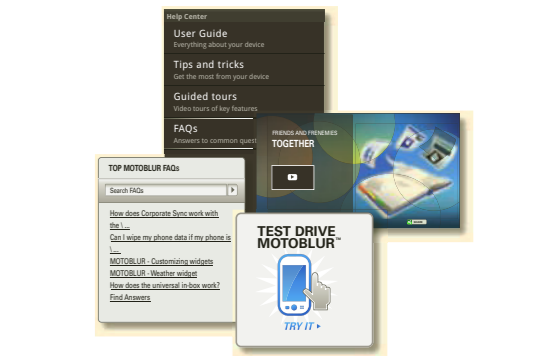 Help Center
User Guide
Everything about your device
Tips and tricks
Get the most from your device
Guided tours
Video tours of key features
FAQs
Answers to common quest
FRIENDS AND FRENEMIES
TOGETHER
TOP MOTOBLUR FAQs
Search FAQs
How does Corporate Sync work with
the \ ...
Can I wipe my phone data if my phone is
\ ...
MOTOBLUR - Customizing widgets
MOTOBLUR - Weather widget
How does the universal in-box work?
Find Answers
TEST DRIVE
MOTOBLUR™
TRY IT